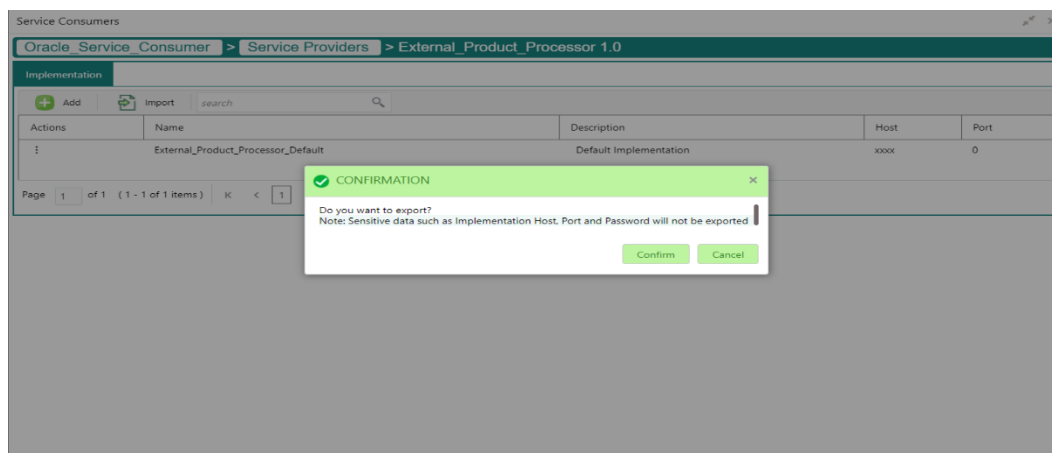 Service Consumers
Oracle_Service_Consumer > Service Providers > External_Product_Processor 1.0
Implementation
Add Import search
Actions Name Description Host Port
External_Product_Processor_Default Default Implementation xxxx 0
Page 1 of 1 (1 - 1 of 1 items) K < 1
CONFIRMATION ×
Do you want to export?
Note: Sensitive data such as Implementation Host, Port and Password will not be exported
Confirm Cancel